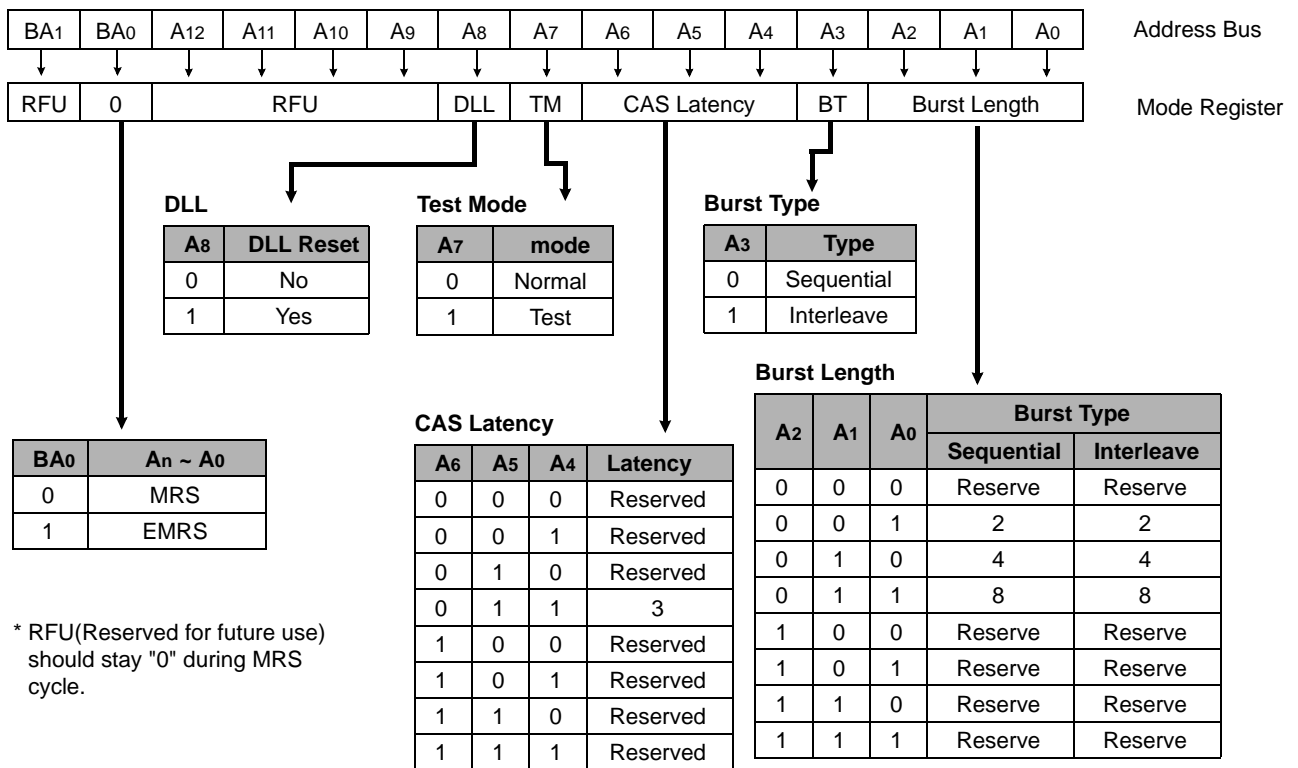 BA1 BA0 A12 A11 A10 A9 A8 A7 A6 A5 A4 A3 A2 A1 A0 Address Bus
RFU 0 RFU DLL TM CAS Latency BT Burst Length Mode Register
DLL
A8 DLL Reset
0 No
1 Yes
Test Mode
A7 mode
0 Normal
1 Test
Burst Type
A3 Type
0 Sequential
1 Interleave
BA0 An ~ A0
0 MRS
1 EMRS
* RFU(Reserved for future use)
should stay "0" during MRS
cycle.
CAS Latency
A6 A5 A4 Latency
0 0 0 Reserved
0 0 1 Reserved
0 1 0 Reserved
0 1 1 3
1 0 0 Reserved
1 0 1 Reserved
1 1 0 Reserved
1 1 1 Reserved
Burst Length
A2 A1 A0 Burst Type
Sequential Interleave
0 0 0 Reserve Reserve
0 0 1 2 2
0 1 0 4 4
0 1 1 8 8
1 0 0 Reserve Reserve
1 0 1 Reserve Reserve
1 1 0 Reserve Reserve
1 1 1 Reserve Reserve